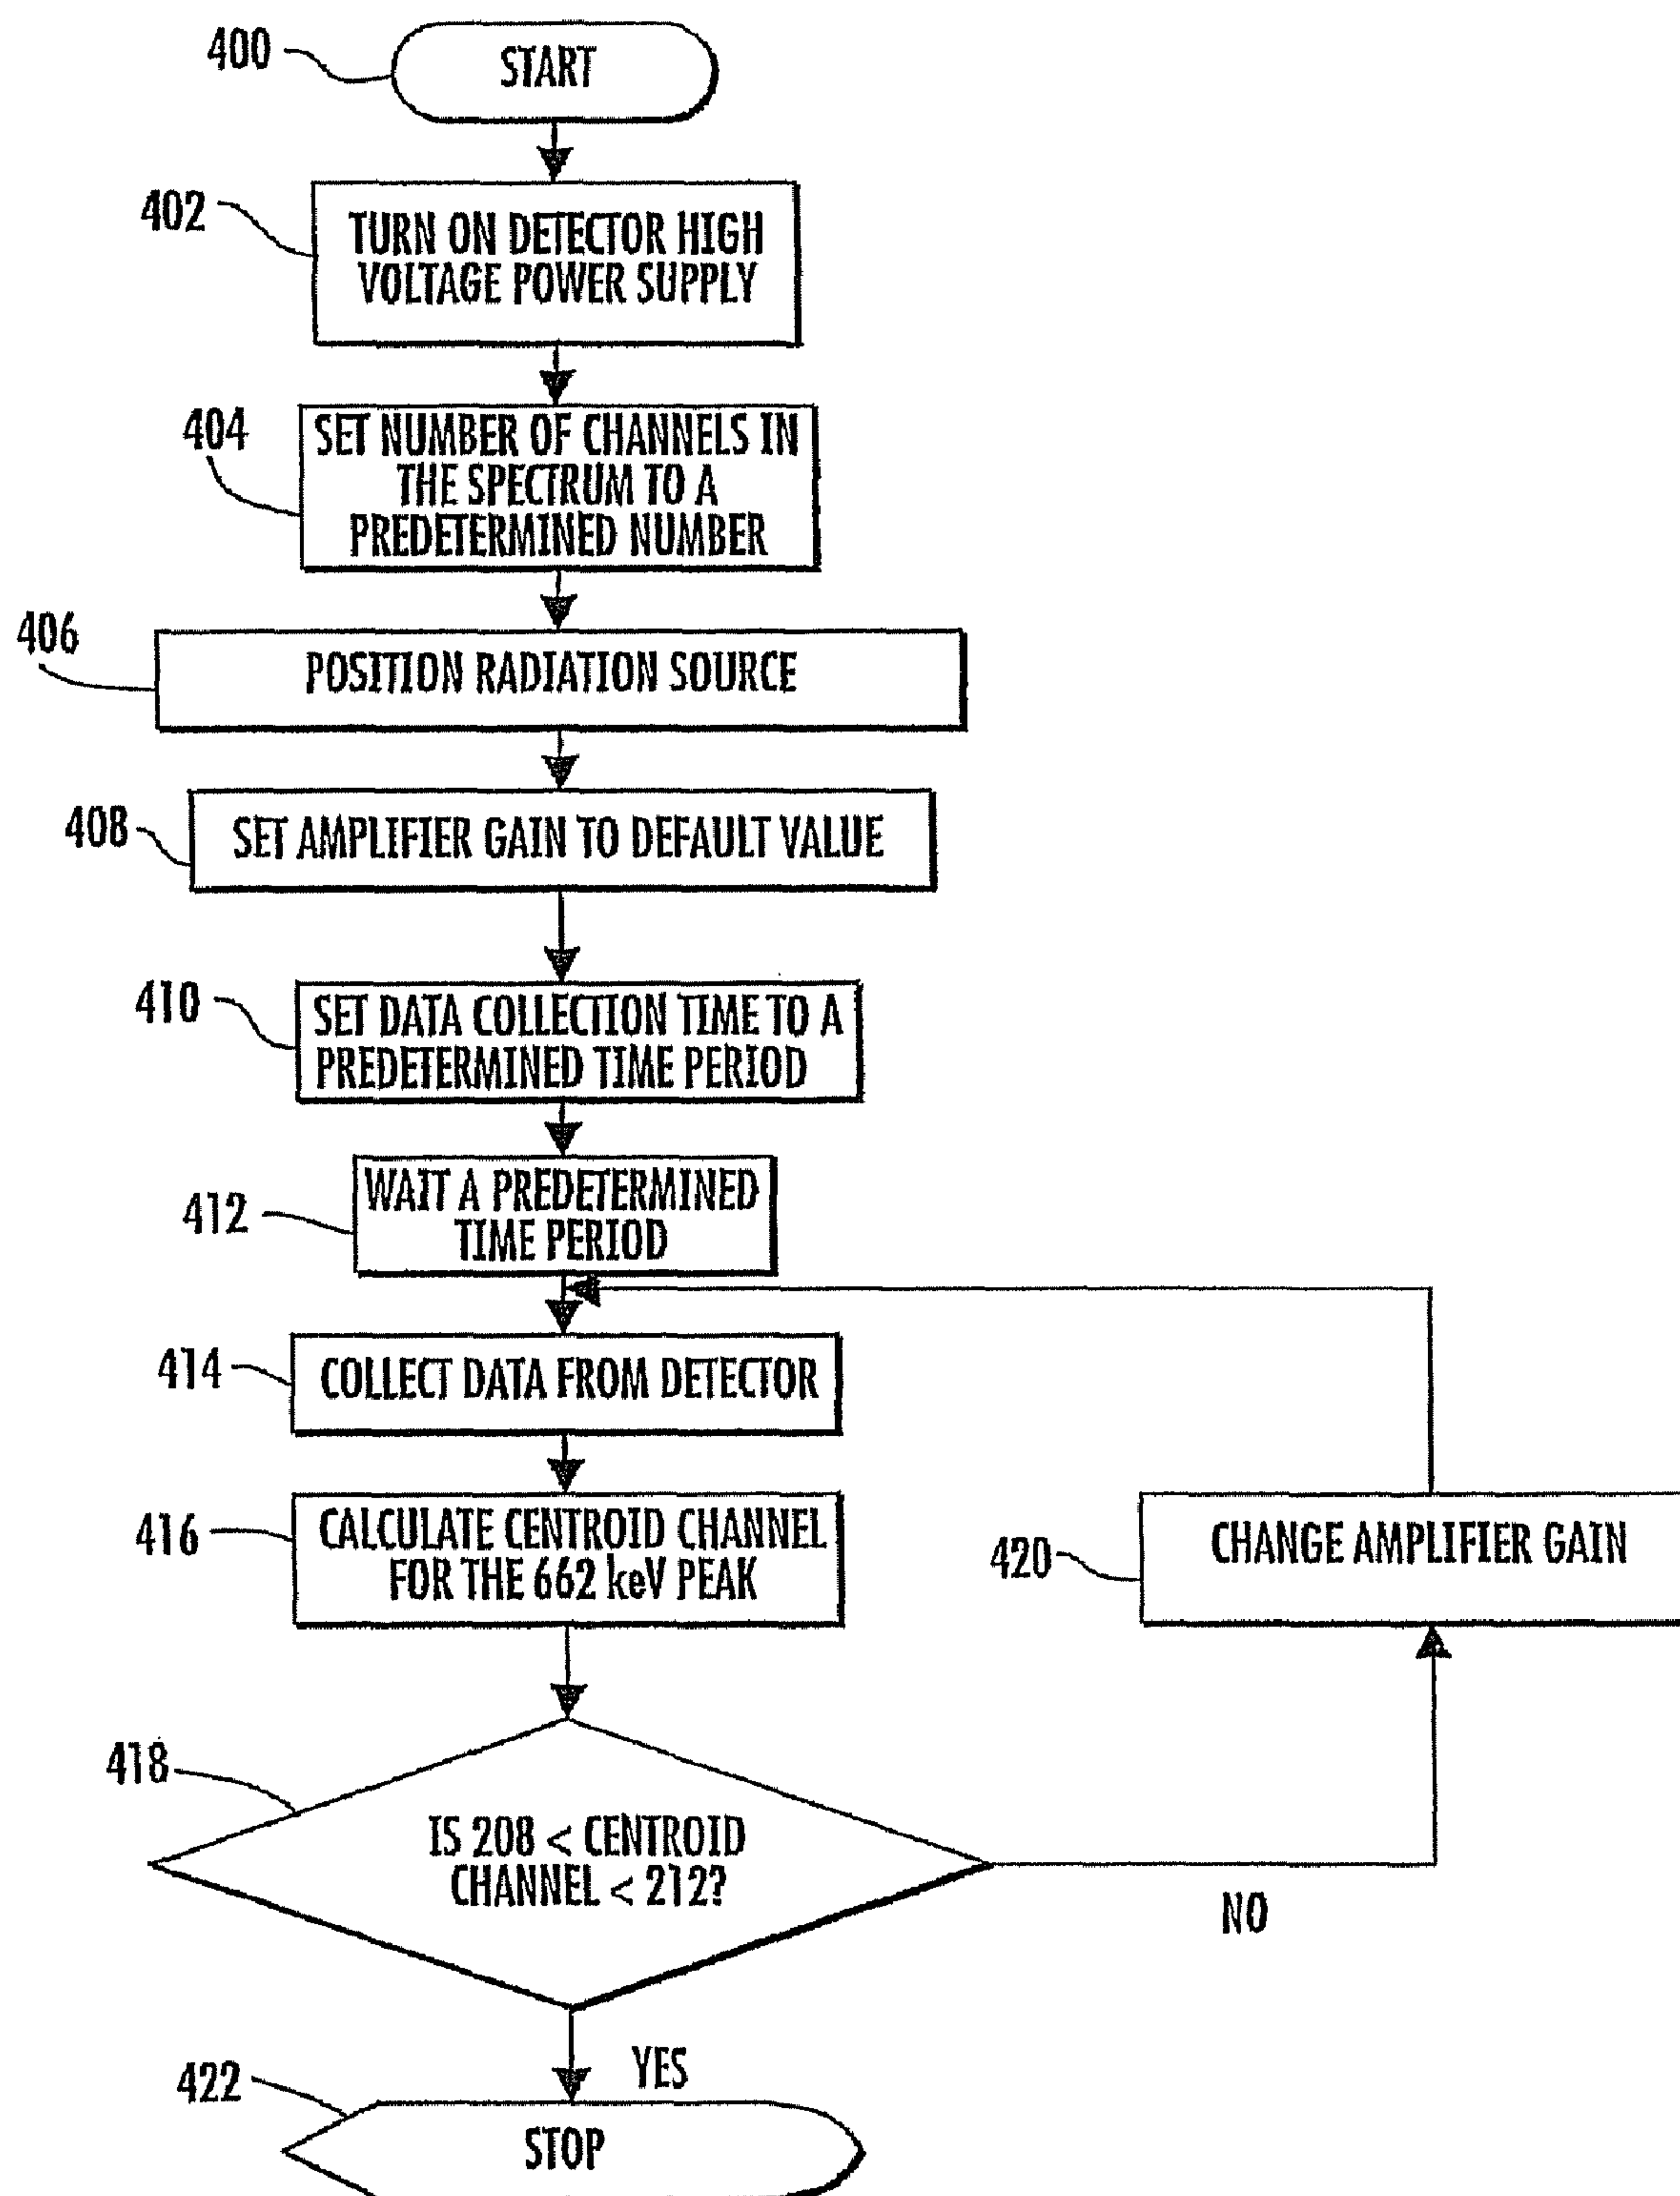 400
START
402
TURN ON DETECTOR HIGH
VOLTAGE POWER SUPPLY
404
SET NUMBER OF CHANNELS IN
THE SPECTRUM TO A
PREDETERMINED NUMBER
406
POSITION RADIATION SOURCE
408
SET AMPLIFIER GAIN TO DEFAULT VALUE
410
SET DATA COLLECTION TIME TO A
PREDETERMINED TIME PERIOD
412
WAIT A PREDETERMINED
TIME PERIOD
414
COLLECT DATA FROM DETECTOR
416
CALCULATE CENTROID CHANNEL
FOR THE 662 keV PEAK
420
CHANGE AMPLIFIER GAIN
418
IS 208 < CENTROID
CHANNEL < 212?
NO
YES
422
STOP